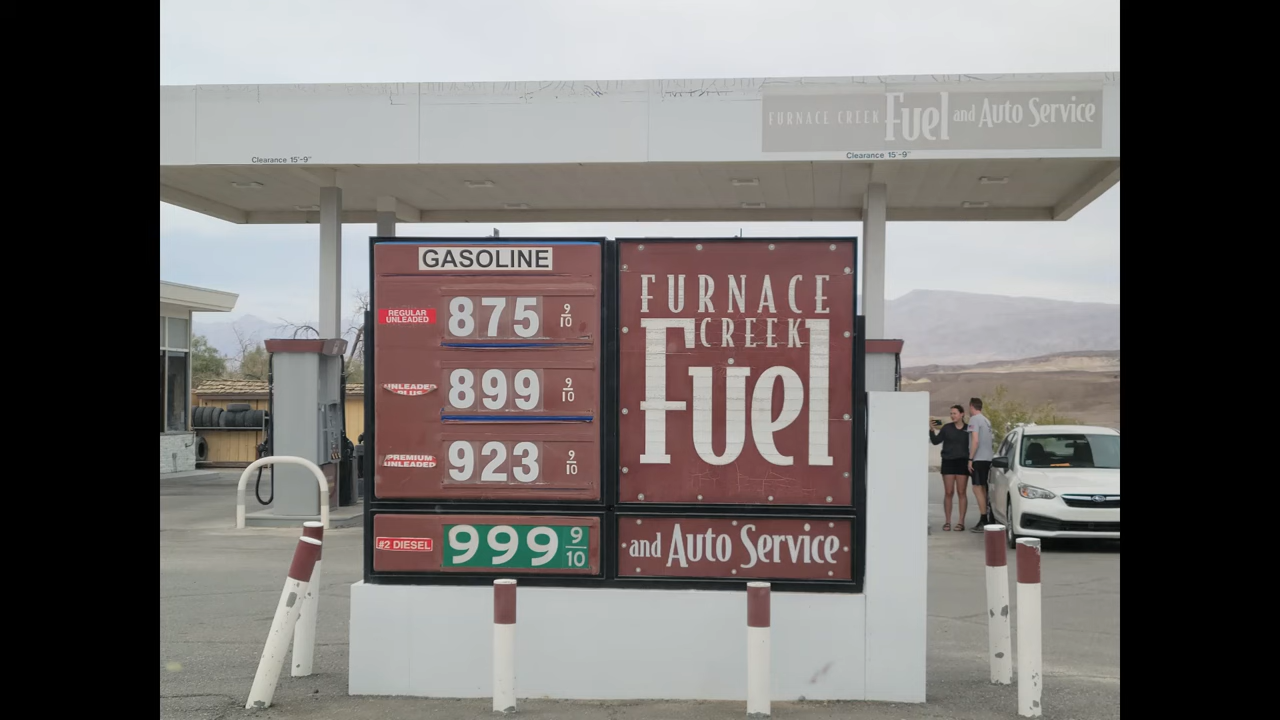 FURNACE CREEK Fuel and Auto Service
Clearance 15'-9"
Clearance 15'-9"
GASOLINE
REGULAR
UNLEADED
875 9/10
UNLEADED
PLUS
899 9/10
PREMIUM
UNLEADED
923 9/10
#2 DIESEL
999 9/10
FURNACE
CREEK
Fuel
and Auto Service